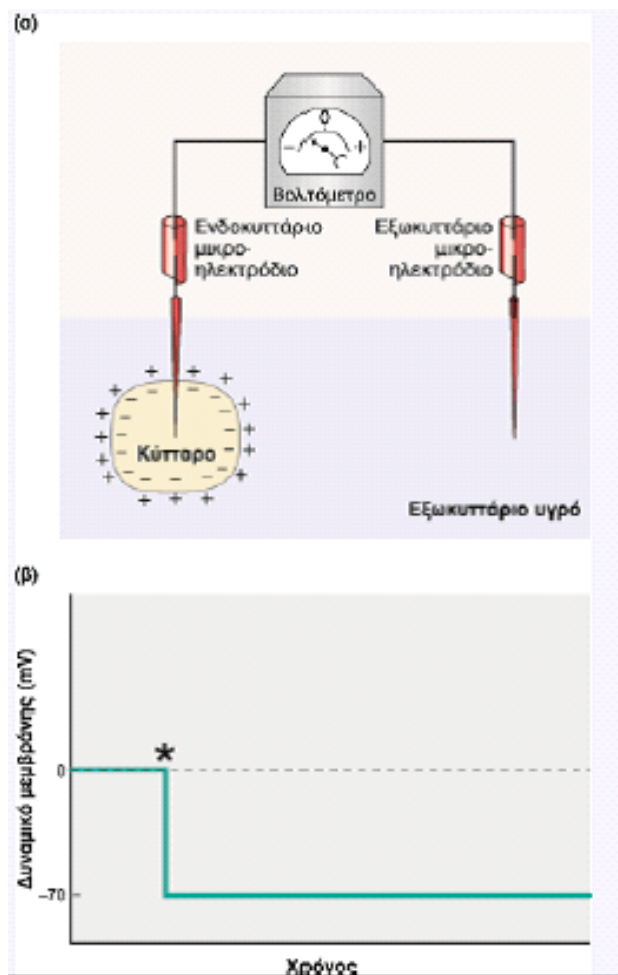 (α)
− 0 +
Βολτόμετρο
Ενδοκυττάριο
μικρο-
ηλεκτρόδιο
Εξωκυττάριο
μικρο-
ηλεκτρόδιο
Κύτταρο
Εξωκυττάριο υγρό
(β)
Δυναμικό μεμβράνης (mV)
*
0
−70
Χρόνος